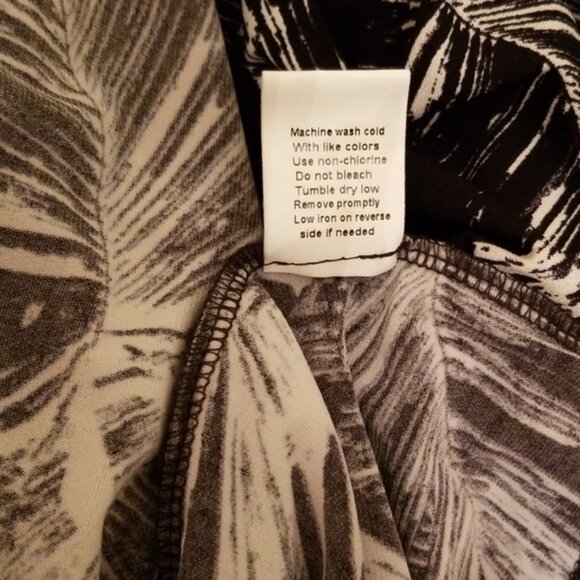 Machine wash cold
With like colors
Use non-chlorine
Do not bleach
Tumble dry low
Remove promptly
Low iron on reverse
side if needed